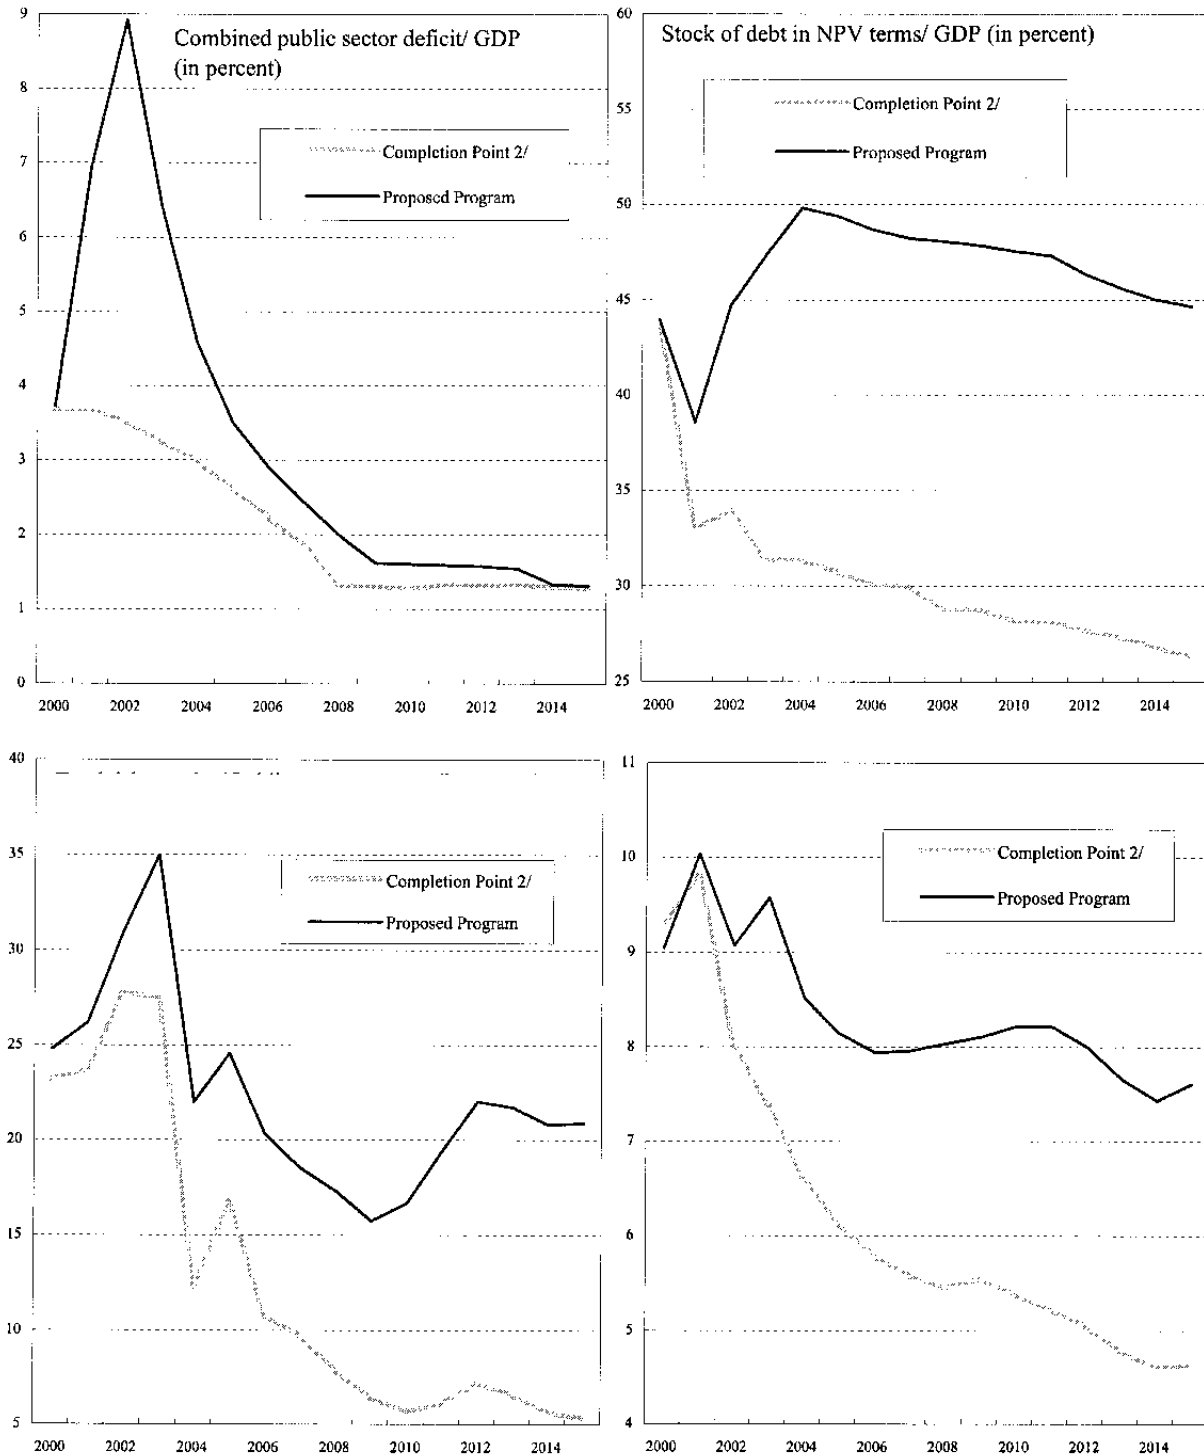 Combined public sector deficit/ GDP
(in percent)
9
8
7
6
5
4
3
2
1
0
Completion Point 2/
Proposed Program
2000 2002 2004 2006 2008 2010 2012 2014
Stock of debt in NPV terms/ GDP (in percent)
60
55
50
45
40
35
30
25
Completion Point 2/
Proposed Program
2000 2002 2004 2006 2008 2010 2012 2014
40
35
30
25
20
15
10
5
Completion Point 2/
Proposed Program
2000 2002 2004 2006 2008 2010 2012 2014
11
10
9
8
7
6
5
4
Completion Point 2/
Proposed Program
2000 2002 2004 2006 2008 2010 2012 2014